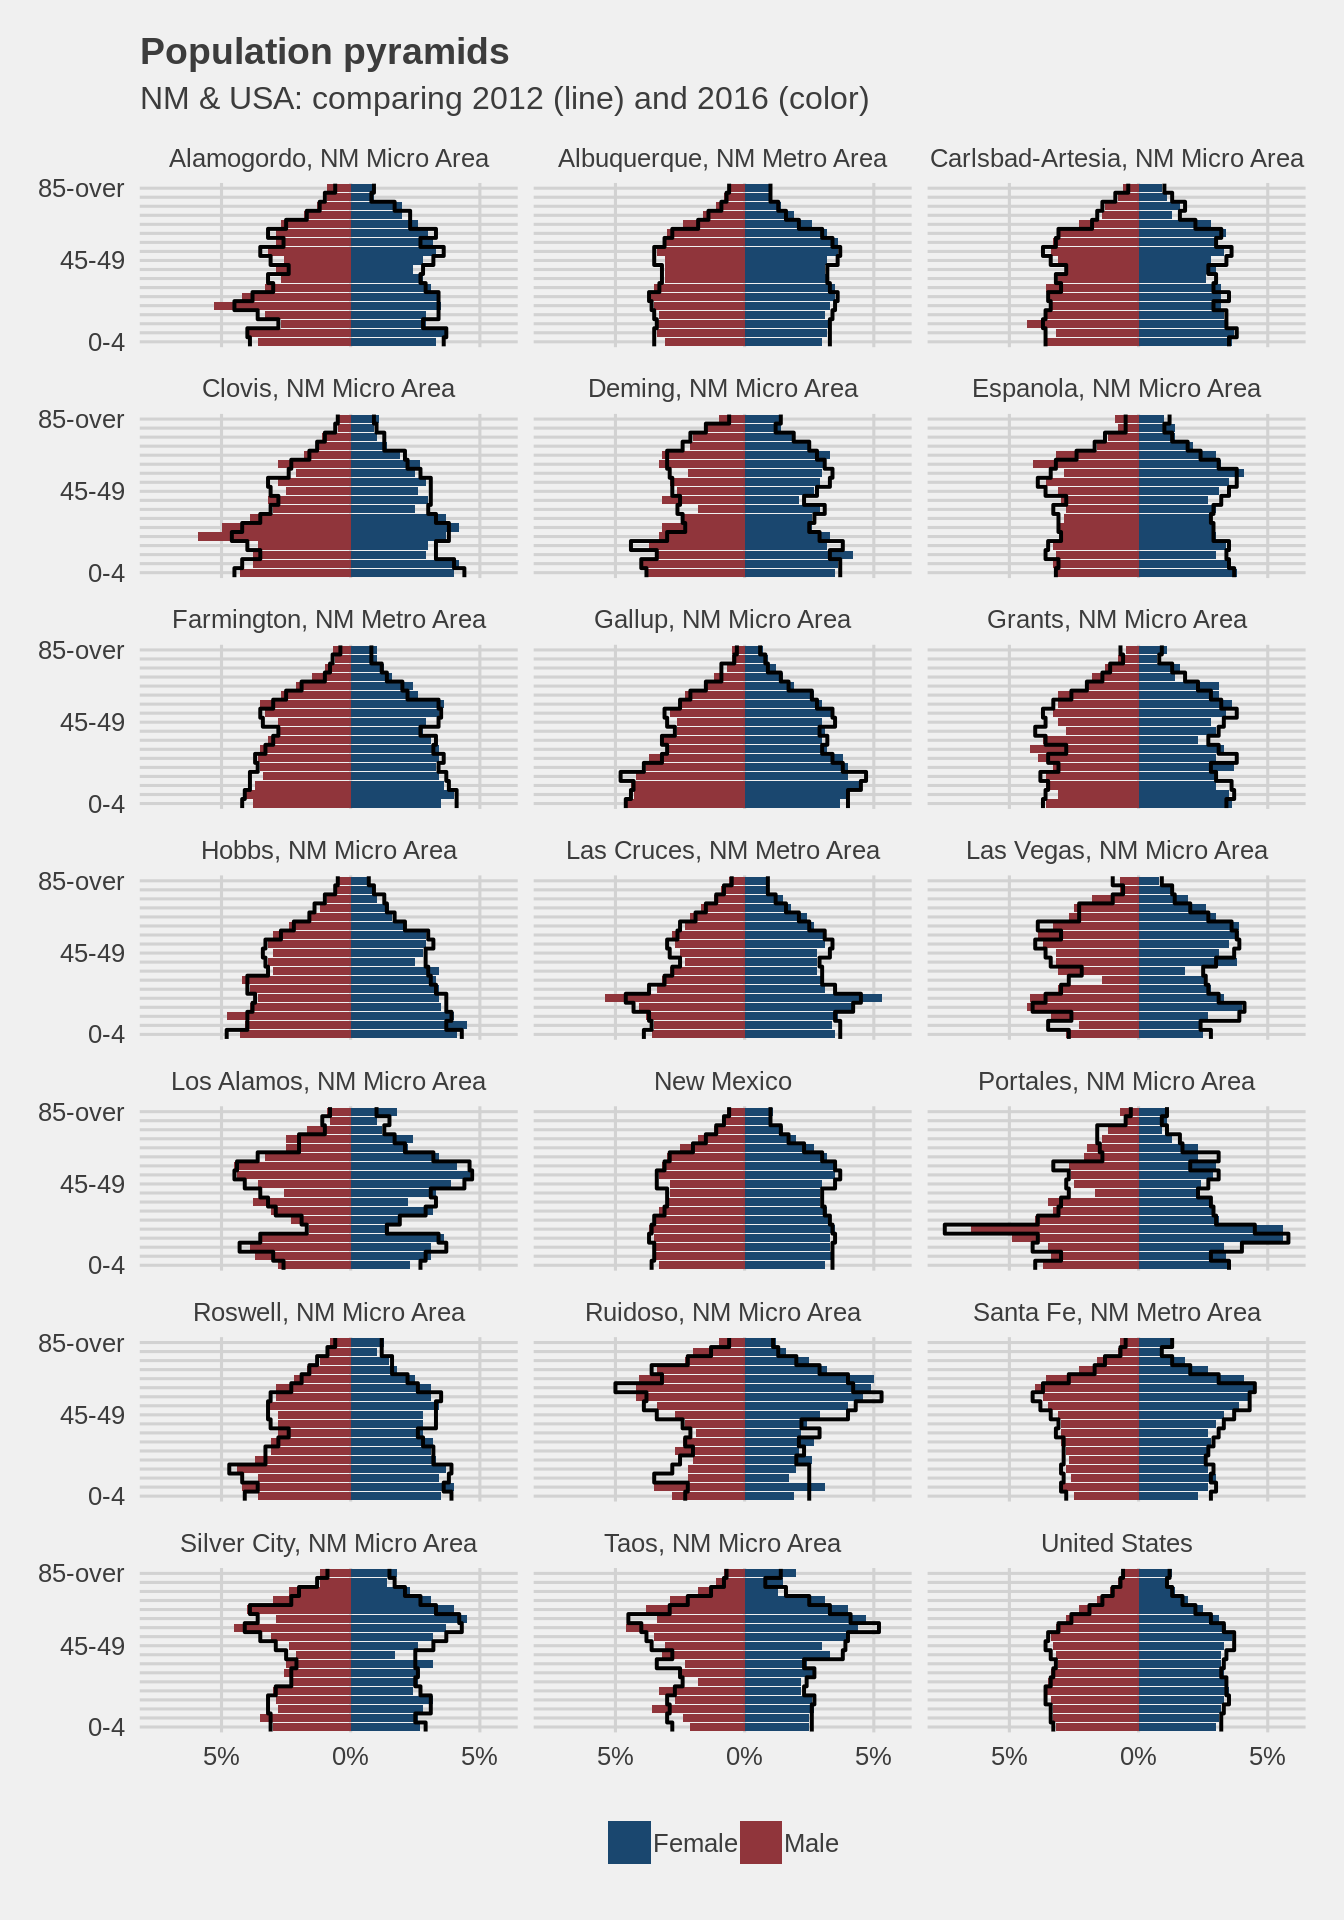 Population pyramids
NM & USA: comparing 2012 (line) and 2016 (color)
Alamogordo, NM Micro Area
Albuquerque, NM Metro Area
Carlsbad-Artesia, NM Micro Area
85-over
45-49
0-4
Clovis, NM Micro Area
Deming, NM Micro Area
Espanola, NM Micro Area
85-over
45-49
0-4
Farmington, NM Metro Area
Gallup, NM Micro Area
Grants, NM Micro Area
85-over
45-49
0-4
Hobbs, NM Micro Area
Las Cruces, NM Metro Area
Las Vegas, NM Micro Area
85-over
45-49
0-4
Los Alamos, NM Micro Area
New Mexico
Portales, NM Micro Area
85-over
45-49
0-4
Roswell, NM Micro Area
Ruidoso, NM Micro Area
Santa Fe, NM Metro Area
85-over
45-49
0-4
Silver City, NM Micro Area
Taos, NM Micro Area
United States
85-over
45-49
0-4
5% 0% 5% 5% 0% 5% 5% 0% 5%
Female Male